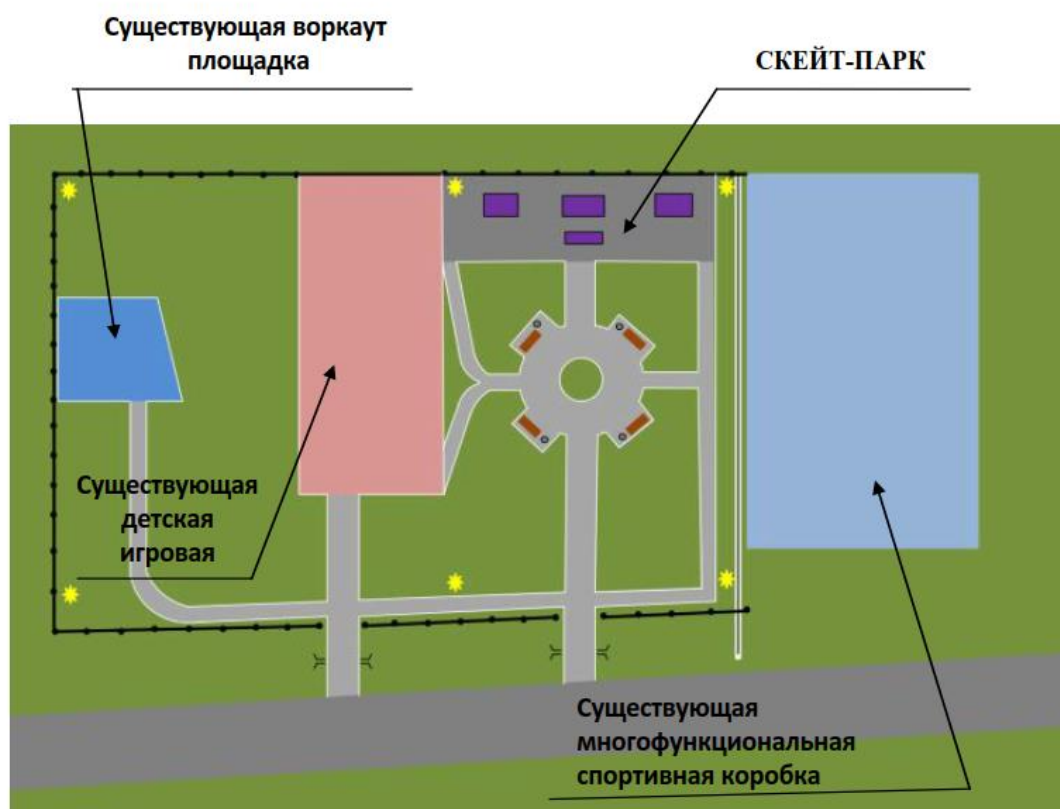 Существующая воркаут
площадка
СКЕЙТ-ПАРК
Существующая
детская
игровая
Существующая
многофункциональная
спортивная коробка